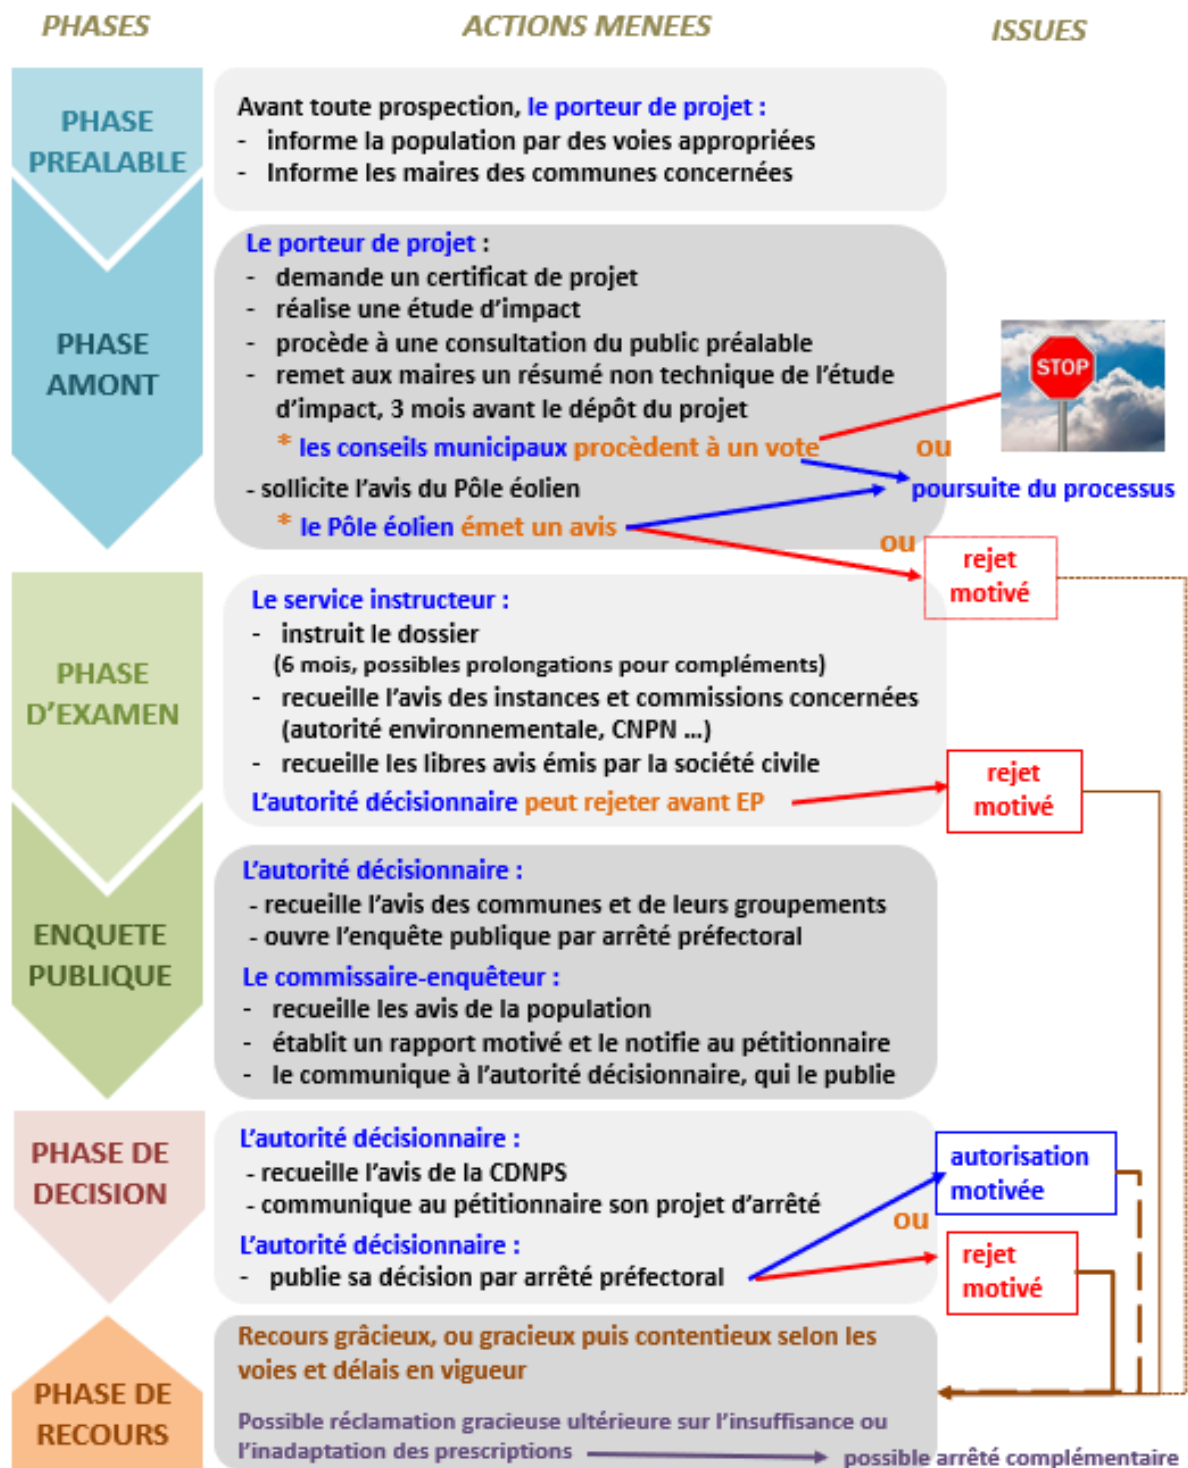 PHASES
ACTIONS MENEES
ISSUES
PHASE
PREALABLE
Avant toute prospection, le porteur de projet :
- informe la population par des voies appropriées
- Informe les maires des communes concernées
PHASE
AMONT
Le porteur de projet :
- demande un certificat de projet
- réalise une étude d'impact
- procède à une consultation du public préalable
- remet aux maires un résumé non technique de l'étude
d'impact, 3 mois avant le dépôt du projet
* les conseils municipaux procèdent à un vote
- sollicite l'avis du Pôle éolien
* le Pôle éolien émet un avis
STOP
ou
poursuite du processus
ou
rejet
motivé
PHASE
D'EXAMEN
Le service instructeur :
- instruit le dossier
(6 mois, possibles prolongations pour compléments)
- recueille l'avis des instances et commissions concernées
(autorité environnementale, CNPN ...)
- recueille les libres avis émis par la société civile
L'autorité décisionnaire peut rejeter avant EP
rejet
motivé
ENQUETE
PUBLIQUE
L'autorité décisionnaire :
- recueille l'avis des communes et de leurs groupements
- ouvre l'enquête publique par arrêté préfectoral
Le commissaire-enquêteur :
- recueille les avis de la population
- établit un rapport motivé et le notifie au pétitionnaire
- le communique à l'autorité décisionnaire, qui le publie
PHASE DE
DECISION
L'autorité décisionnaire :
- recueille l'avis de la CDNPS
- communique au pétitionnaire son projet d'arrêté
L'autorité décisionnaire :
- publie sa décision par arrêté préfectoral
autorisation
motivée
ou
rejet
motivé
PHASE DE
RECOURS
Recours grâcieux, ou gracieux puis contentieux selon les
voies et délais en vigueur
Possible réclamation gracieuse ultérieure sur l'insuffisance ou
l'inadaptation des prescriptions
possible arrêté complémentaire